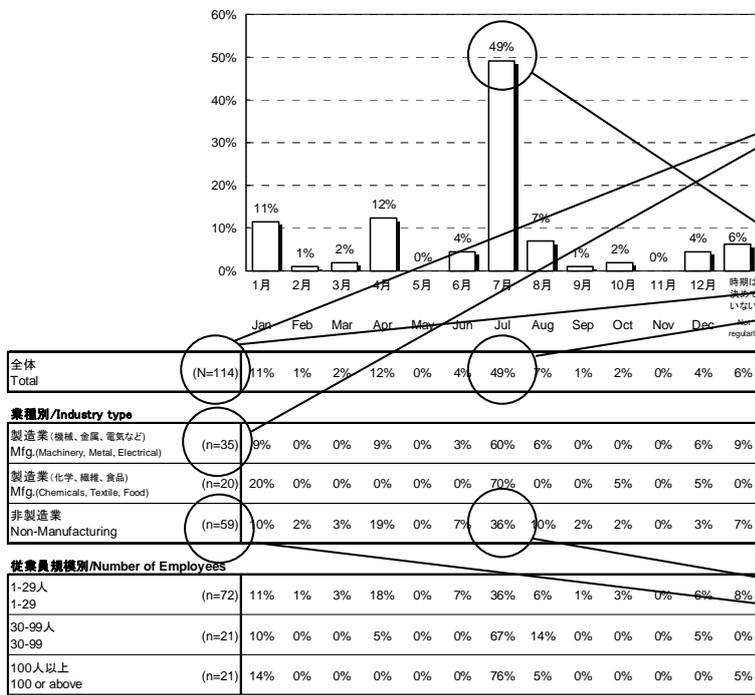 60%
50%
40%
30%
20%
10%
0%
11%
1%
2%
12%
0%
4%
49%
7%
1%
2%
0%
4%
6%
1月 2月 3月 4月 5月 6月 7月 8月 9月 10月 11月 12月
時期は
決めて
いない
Jan Feb Mar Apr May Jun Jul Aug Sep Oct Nov Dec Not
regularl
全体
Total (N=114) 11% 1% 2% 12% 0% 4% 49% 7% 1% 2% 0% 4% 6%
業種別/Industry type
製造業(機械、金属、電気など)
Mfg.(Machinery, Metal, Electrical) (n=35) 9% 0% 0% 9% 0% 3% 60% 6% 0% 0% 0% 6% 9%
製造業(化学、繊維、食品)
Mfg.(Chemicals, Textile, Food) (n=20) 20% 0% 0% 0% 0% 0% 70% 0% 0% 5% 0% 5% 0%
非製造業
Non-Manufacturing (n=59) 10% 2% 3% 19% 0% 7% 36% 10% 2% 2% 0% 3% 7%
従業員規模別/Number of Employees
1-29人
1-29 (n=72) 11% 1% 3% 18% 0% 7% 36% 6% 1% 3% 0% 6% 8%
30-99人
30-99 (n=21) 10% 0% 0% 5% 0% 0% 67% 14% 0% 0% 0% 5% 0%
100人以上
100 or above (n=21) 14% 0% 0% 0% 0% 0% 76% 5% 0% 0% 0% 0% 5%